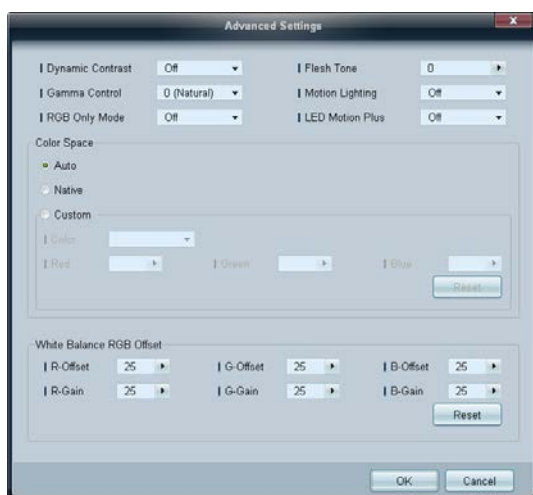 Advanced Settings
x
Dynamic Contrast Off Flesh Tone 0
Gamma Control 0 (Natural) Motion Lighting Off
RGB Only Mode Off LED Motion Plus Off
Color Space
Auto
Native
Custom
Color
Red Green Blue
Reset
White Balance RGB Offset
R-Offset 25 G-Offset 25 B-Offset 25
R-Gain 25 G-Gain 25 B-Gain 25
Reset
OK Cancel